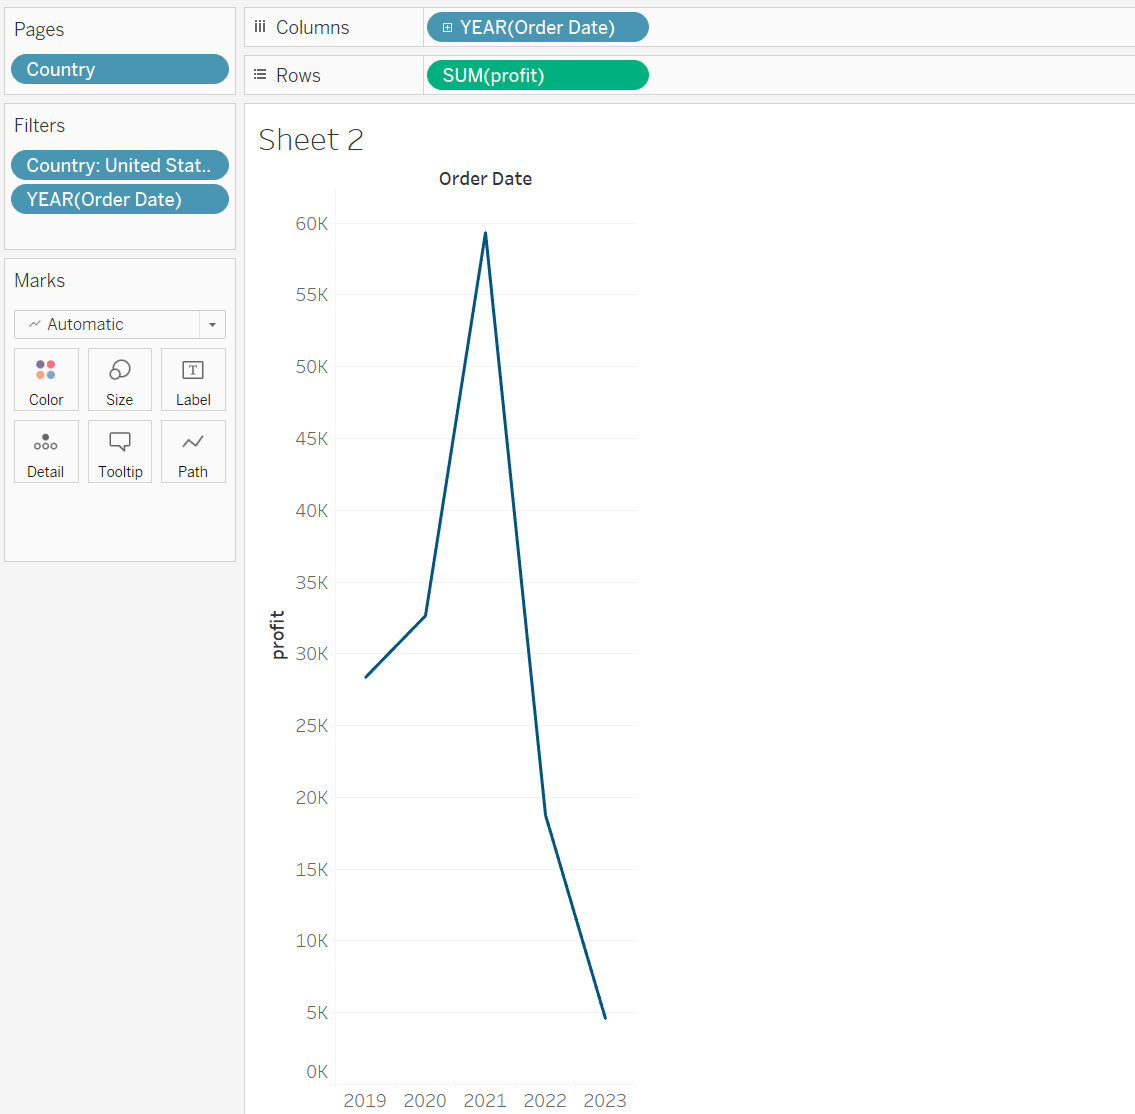 Pages
Country
Filters
Country: United Stat..
YEAR(Order Date)
Marks
Automatic
Color
Size
Label
Detail
Tooltip
Path
Columns
YEAR(Order Date)
Rows
SUM(profit)
Sheet 2
Order Date
60K
55K
50K
45K
40K
35K
30K
25K
20K
15K
10K
5K
0K
profit
2019 2020 2021 2022 2023